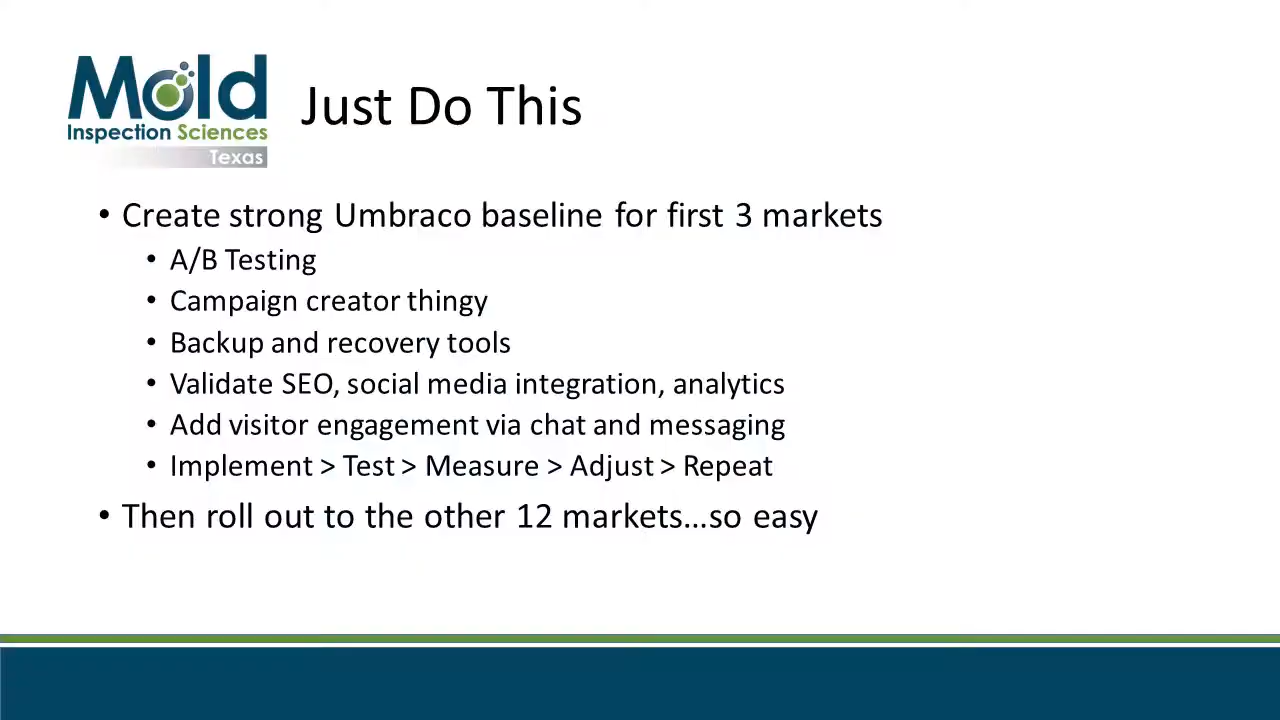 Mold
Inspection Sciences
Texas
Just Do This
• Create strong Umbraco baseline for first 3 markets
• A/B Testing
• Campaign creator thingy
• Backup and recovery tools
• Validate SEO, social media integration, analytics
• Add visitor engagement via chat and messaging
• Implement > Test > Measure > Adjust > Repeat
• Then roll out to the other 12 markets...so easy